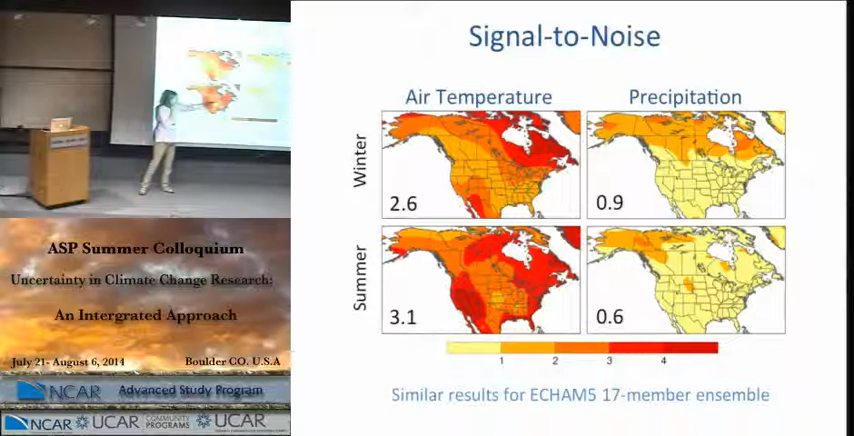 Signal-to-Noise
Air Temperature
Precipitation
Winter
2.6
0.9
Summer
3.1
0.6
1 2 3 4
Similar results for ECHAM5 17-member ensemble
ASP Summer Colloquium
Uncertainty in Climate Change Research:
An Intergrated Approach
July 21- August 6, 2014 Boulder CO. U.S.A
NCAR Advanced Study Program
NCAR UCAR COMMUNITY PROGRAMS UCAR